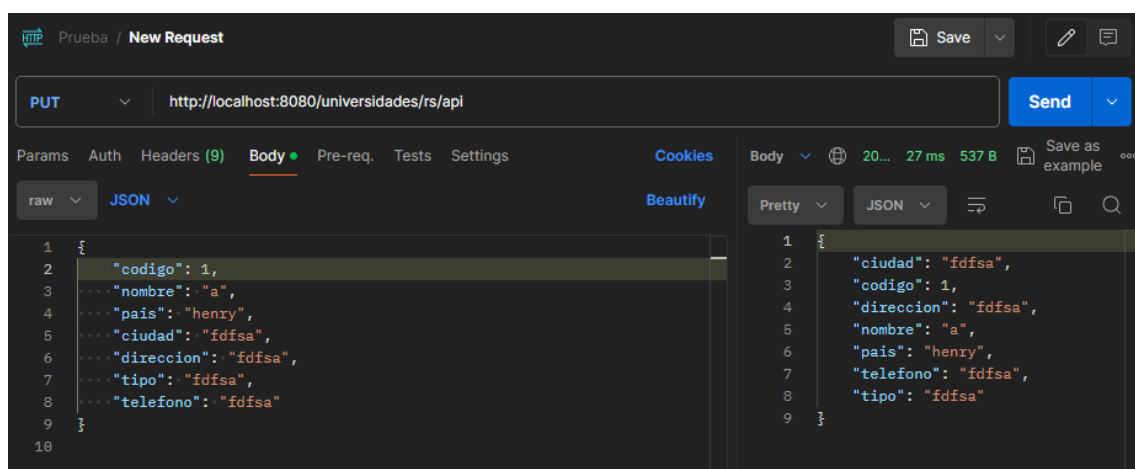 HTTP Prueba / New Request Save
PUT http://localhost:8080/universidades/rs/api Send
Params Auth Headers (9) Body Pre-req. Tests Settings Cookies
raw JSON Beautify
1 {
2 "codigo": 1,
3 "nombre": "a",
4 "pais": "henry",
5 "ciudad": "fdfsa",
6 "direccion": "fdfsa",
7 "tipo": "fdfsa",
8 "telefono": "fdfsa"
9 }
10
Body 20... 27 ms 537 B Save as example
Pretty JSON
1 {
2 "ciudad": "fdfsa",
3 "codigo": 1,
4 "direccion": "fdfsa",
5 "nombre": "a",
6 "pais": "henry",
7 "telefono": "fdfsa",
8 "tipo": "fdfsa"
9 }